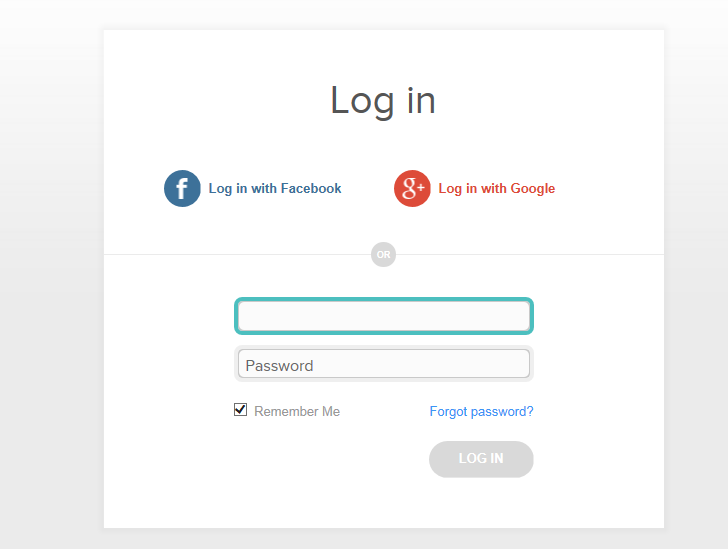 Log in
f Log in with Facebook
g+ Log in with Google
OR
Password
Remember Me
Forgot password?
LOG IN